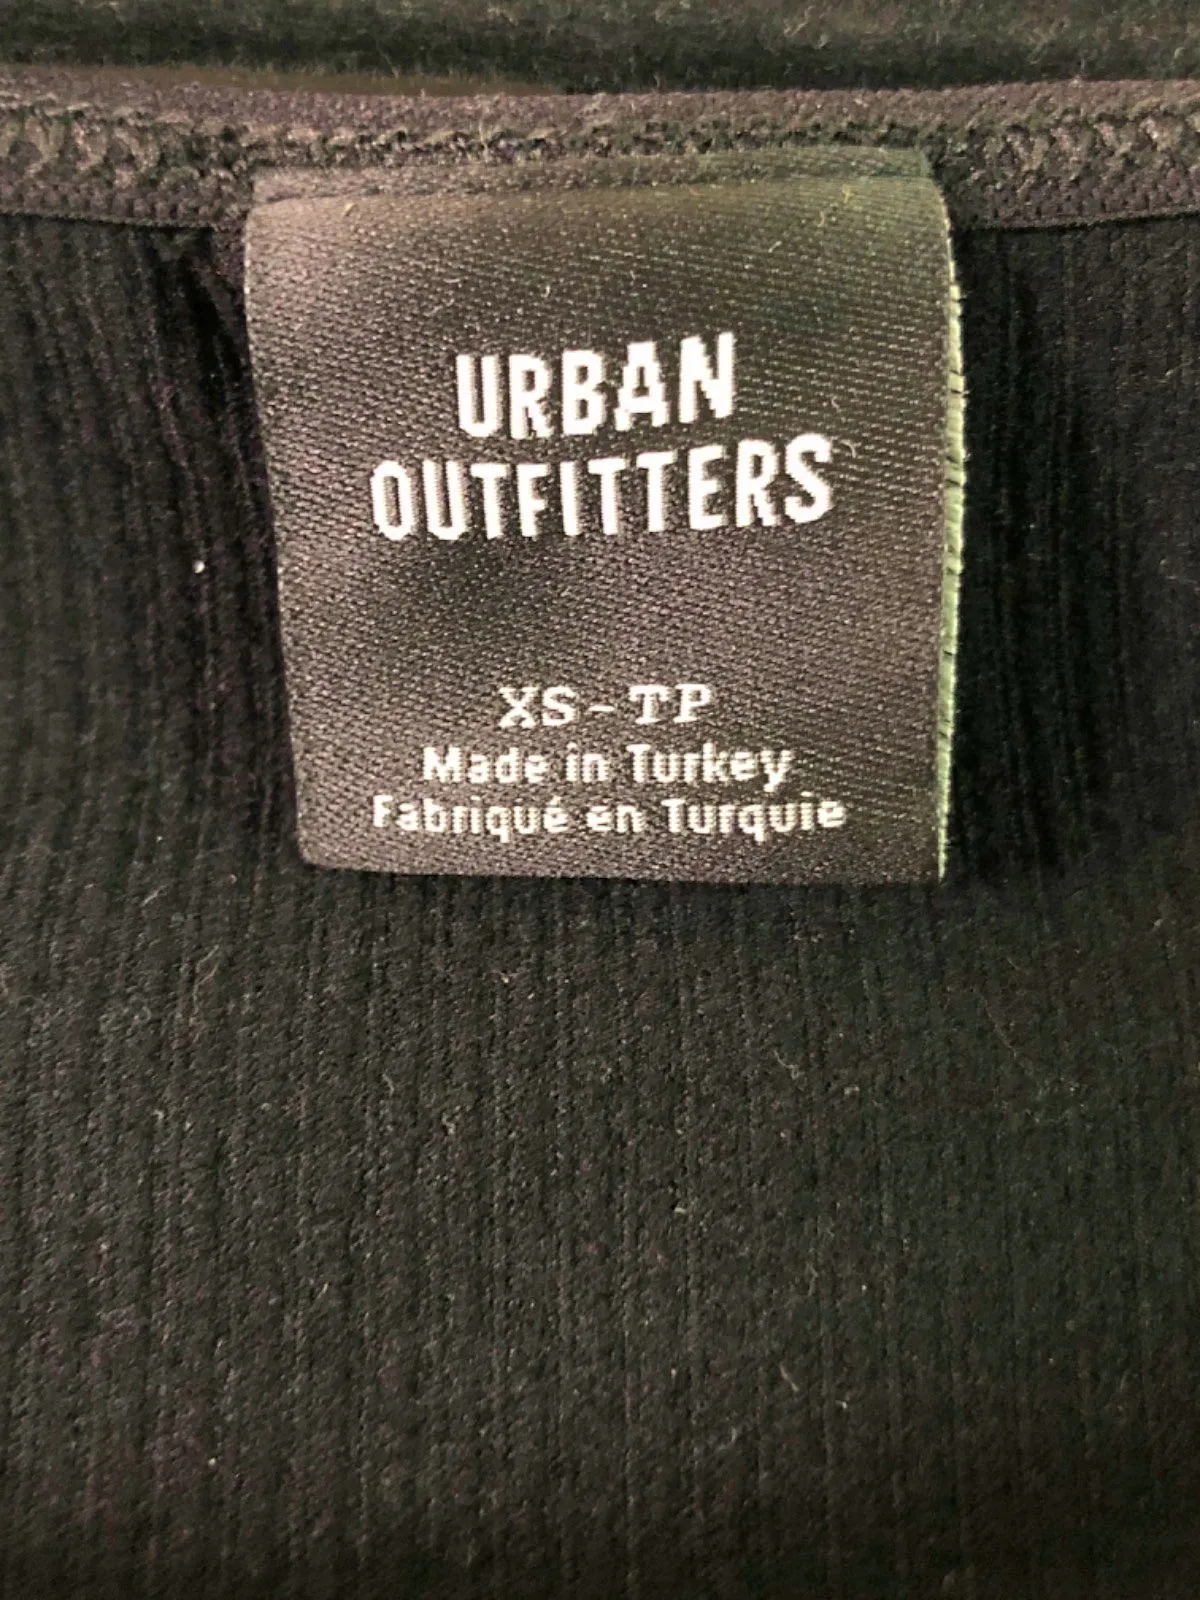 URBAN
OUTFITTERS
XS-TP
Made in Turkey
Fabriqué en Turquie